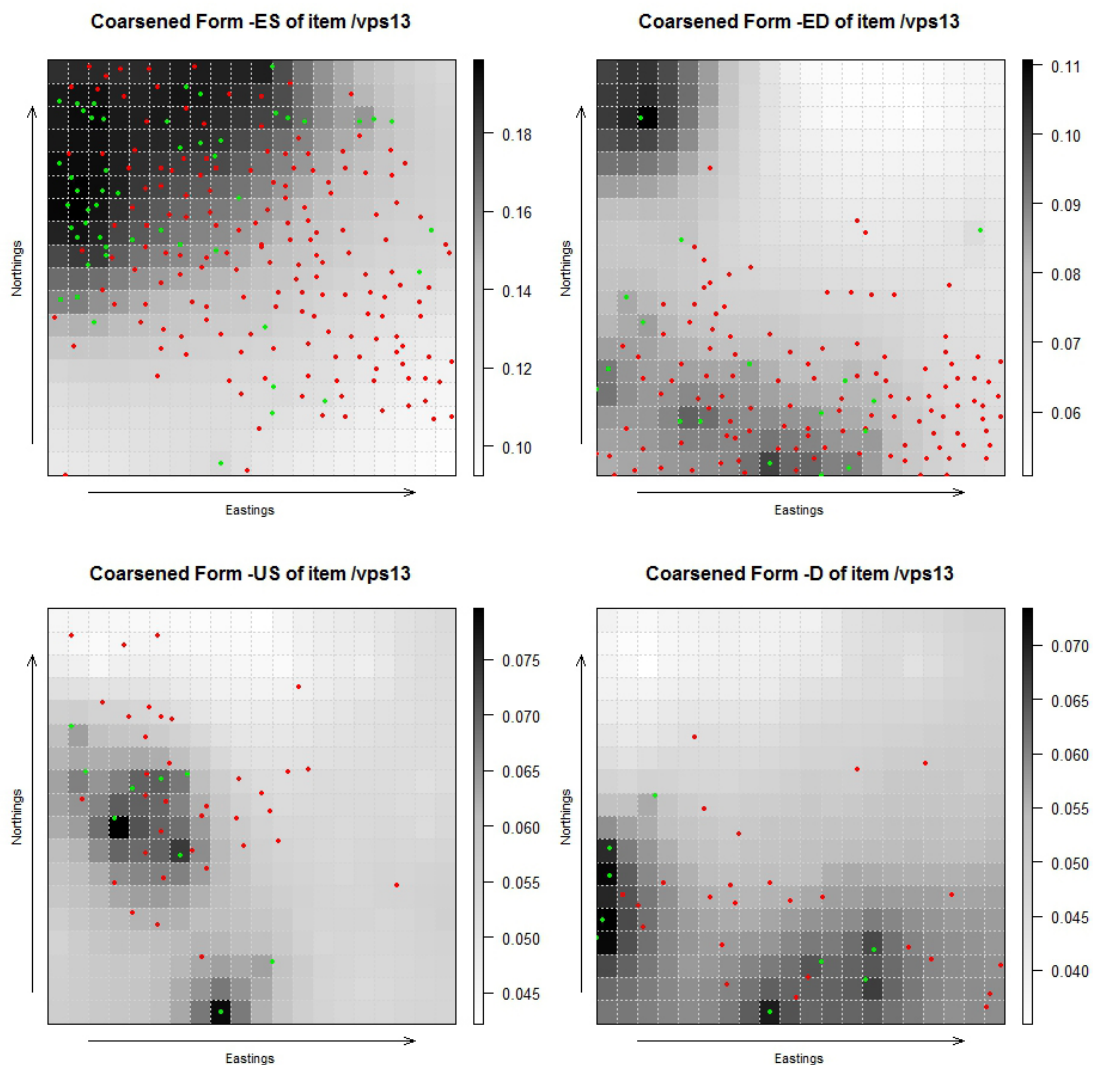 Coarsened Form -ES of item /vps13
Northings
Eastings
0.18
0.16
0.14
0.12
0.10
Coarsened Form -ED of item /vps13
Northings
Eastings
0.11
0.10
0.09
0.08
0.07
0.06
Coarsened Form -US of item /vps13
Northings
Eastings
0.075
0.070
0.065
0.060
0.055
0.050
0.045
Coarsened Form -D of item /vps13
Northings
Eastings
0.070
0.065
0.060
0.055
0.050
0.045
0.040